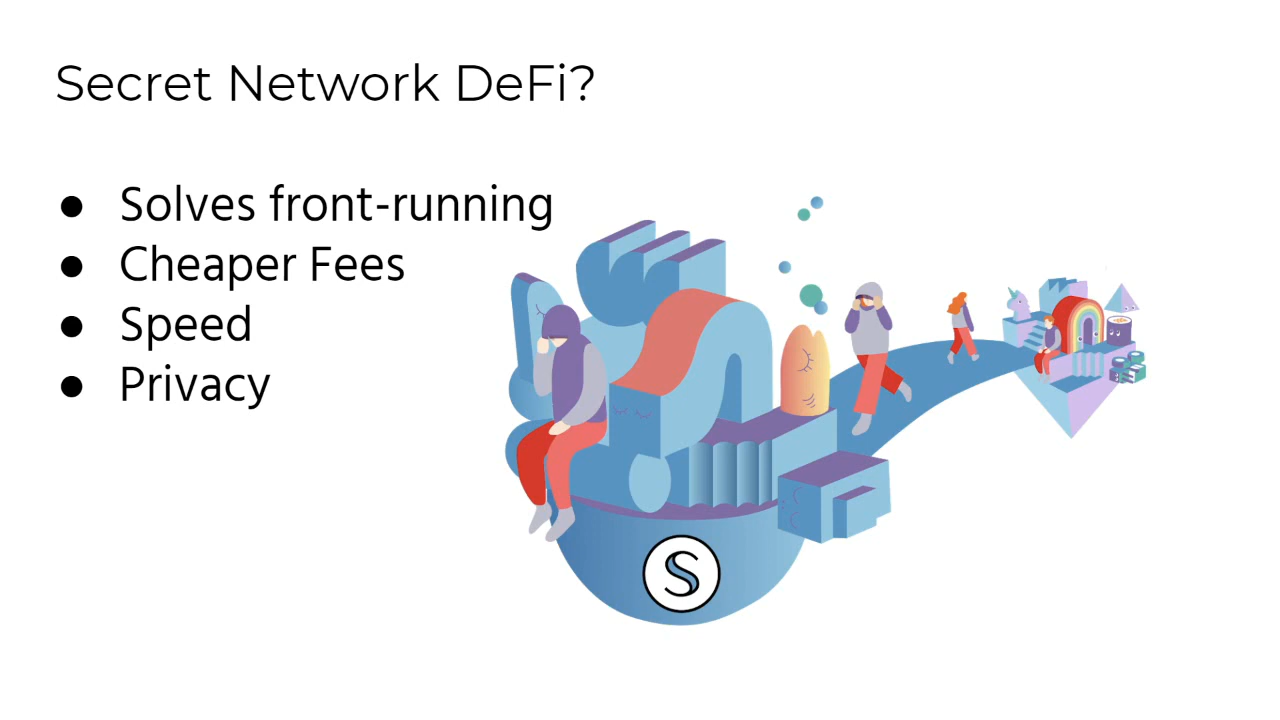 Secret Network DeFi?
● Solves front-running
● Cheaper Fees
● Speed
● Privacy
S